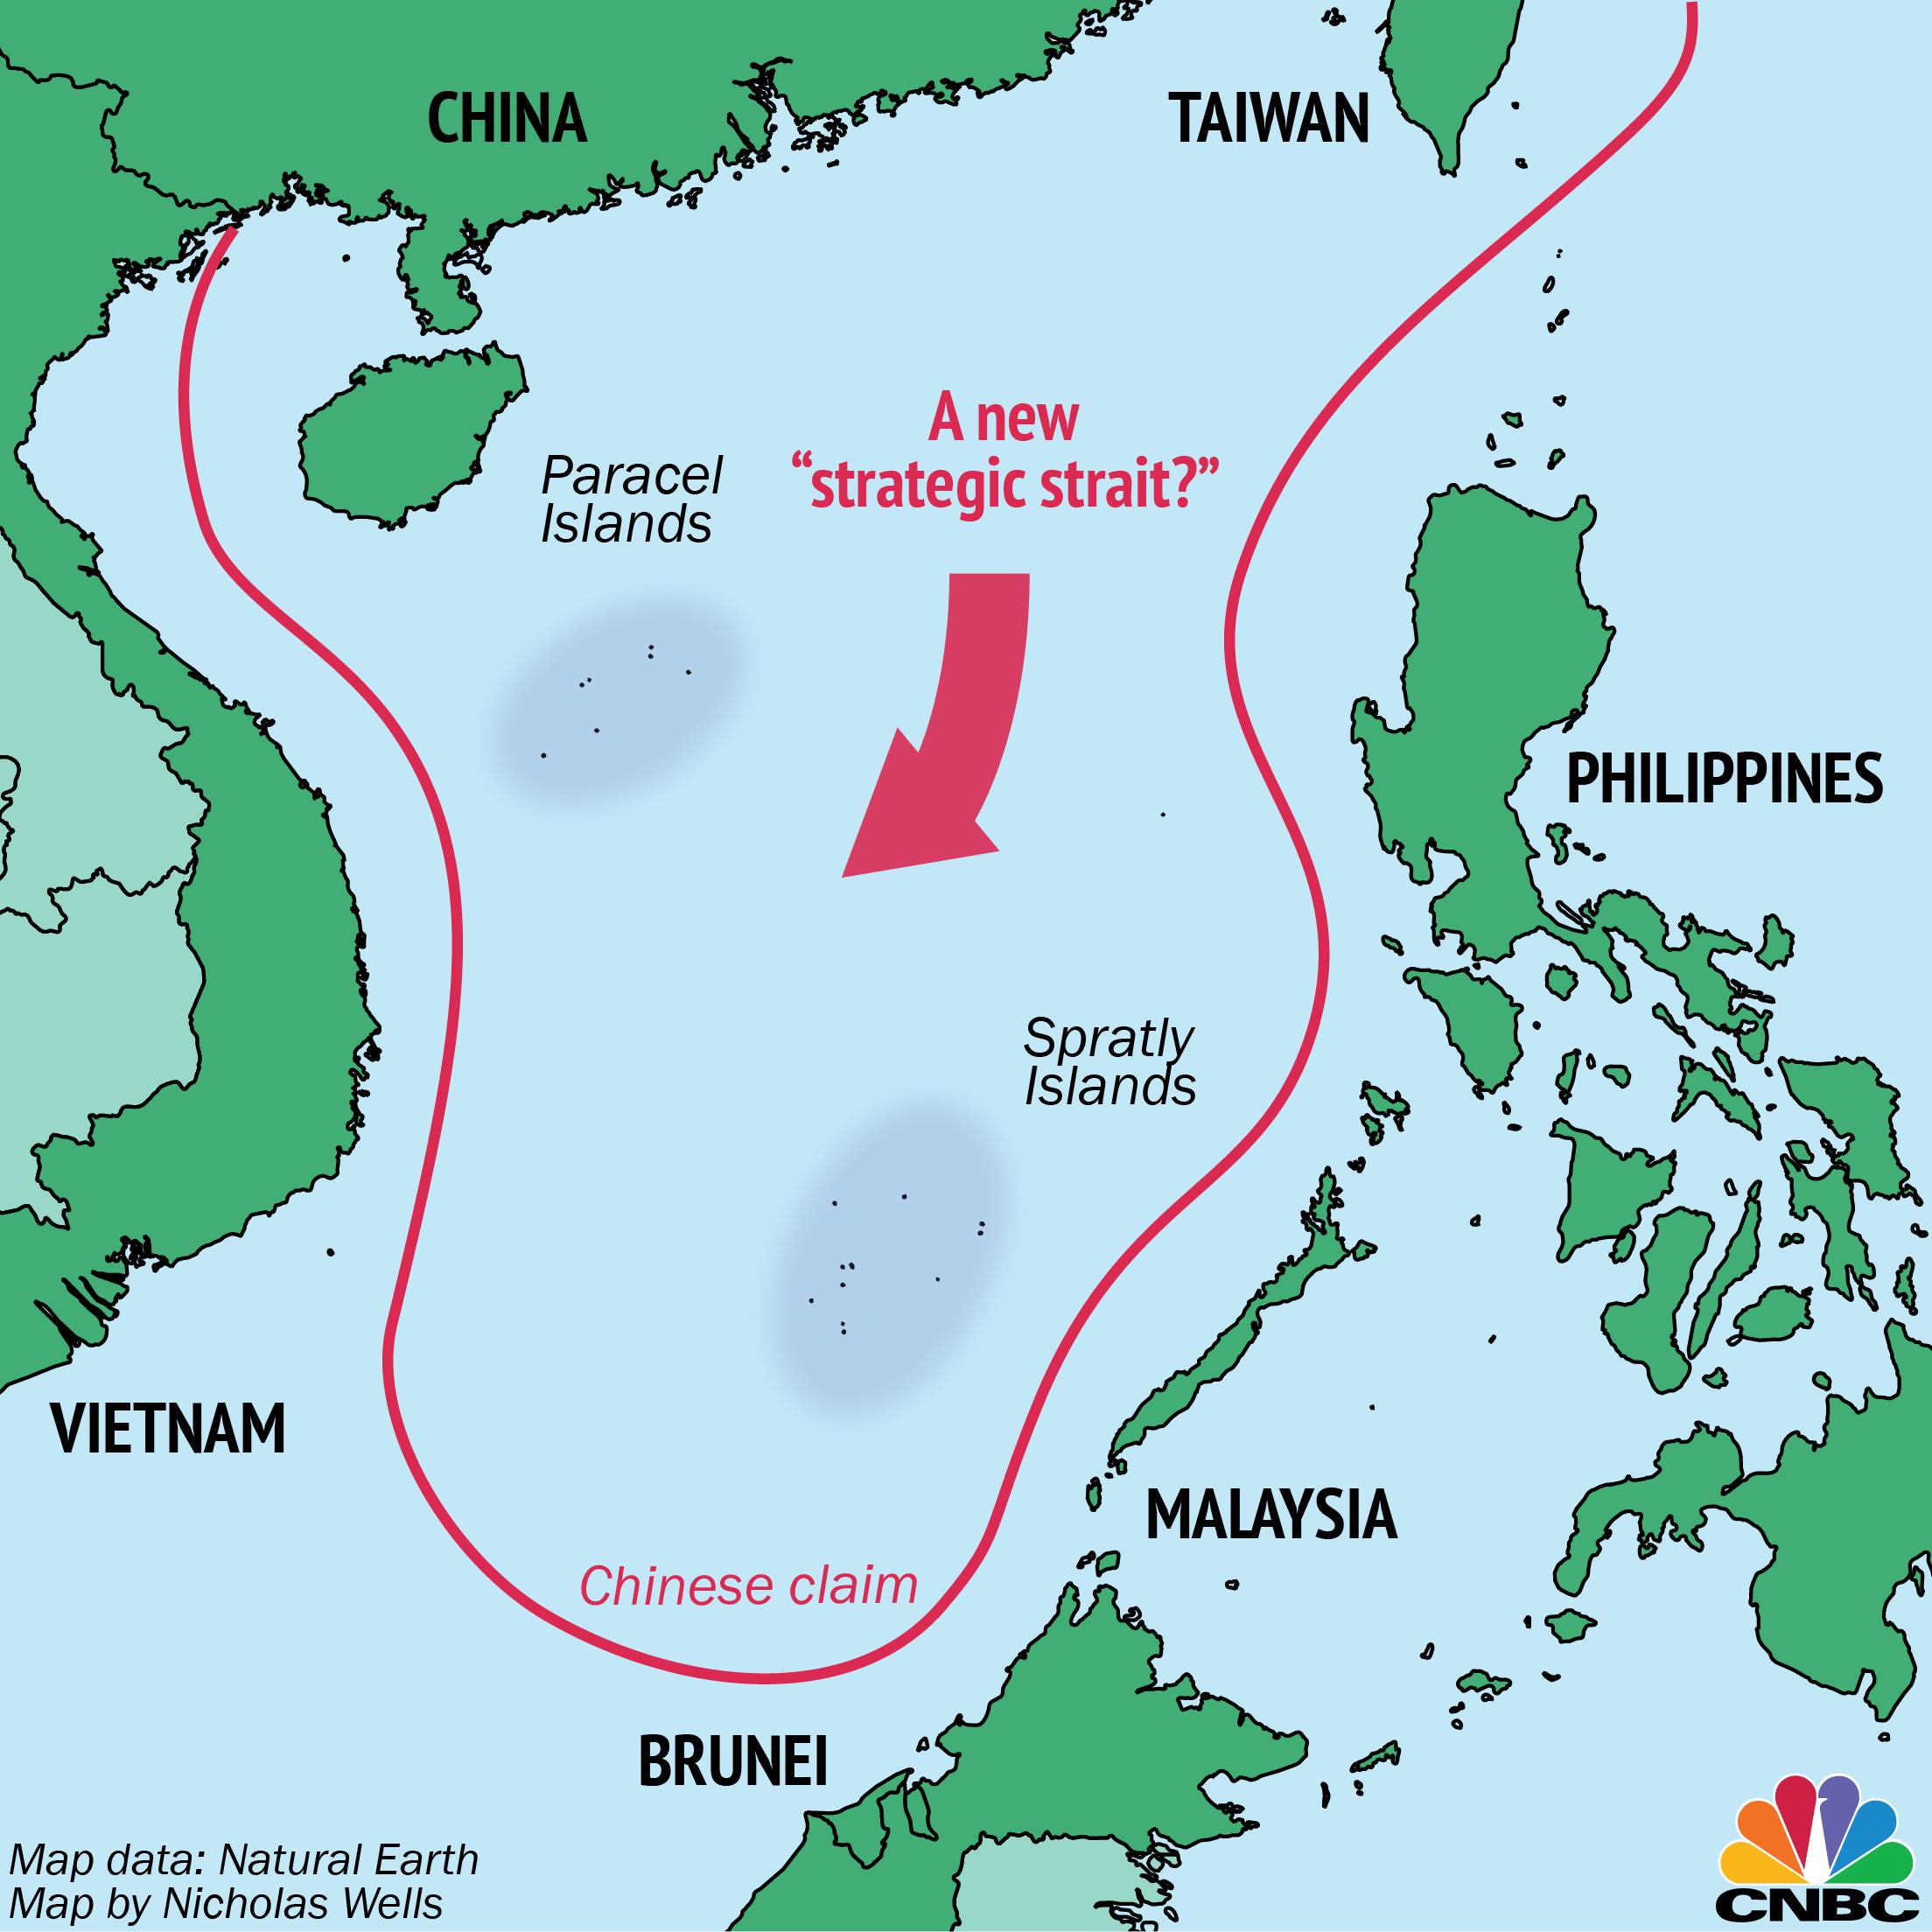 CHINA
TAIWAN
A new
“strategic strait?”
Paracel
Islands
PHILIPPINES
Spratly
Islands
VIETNAM
MALAYSIA
Chinese claim
BRUNEI
Map data: Natural Earth
Map by Nicholas Wells
CNBC